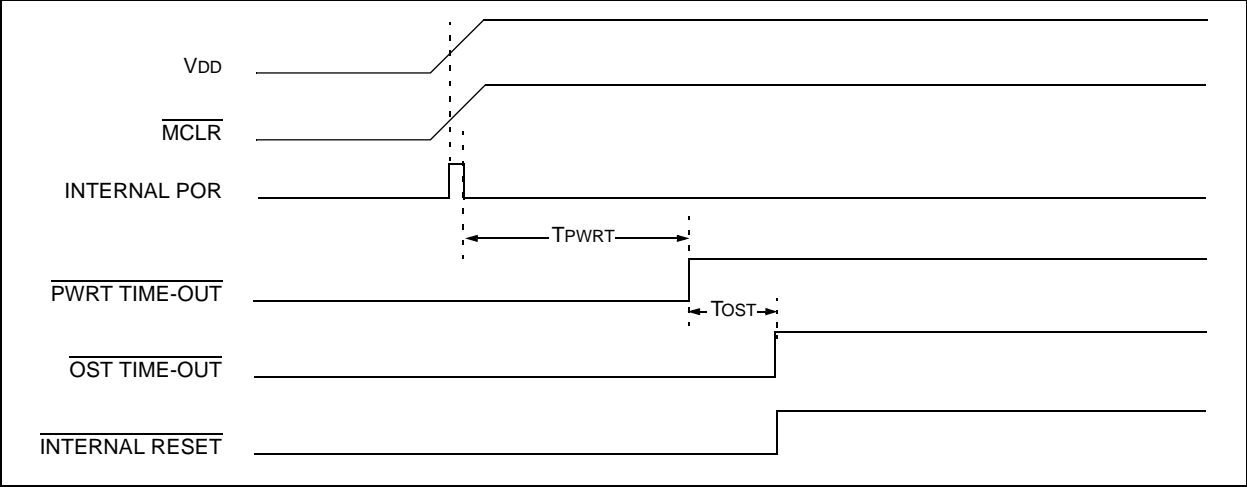 VDD
MCLR
INTERNAL POR
TPWRT
PWRT TIME-OUT
TOST
OST TIME-OUT
INTERNAL RESET